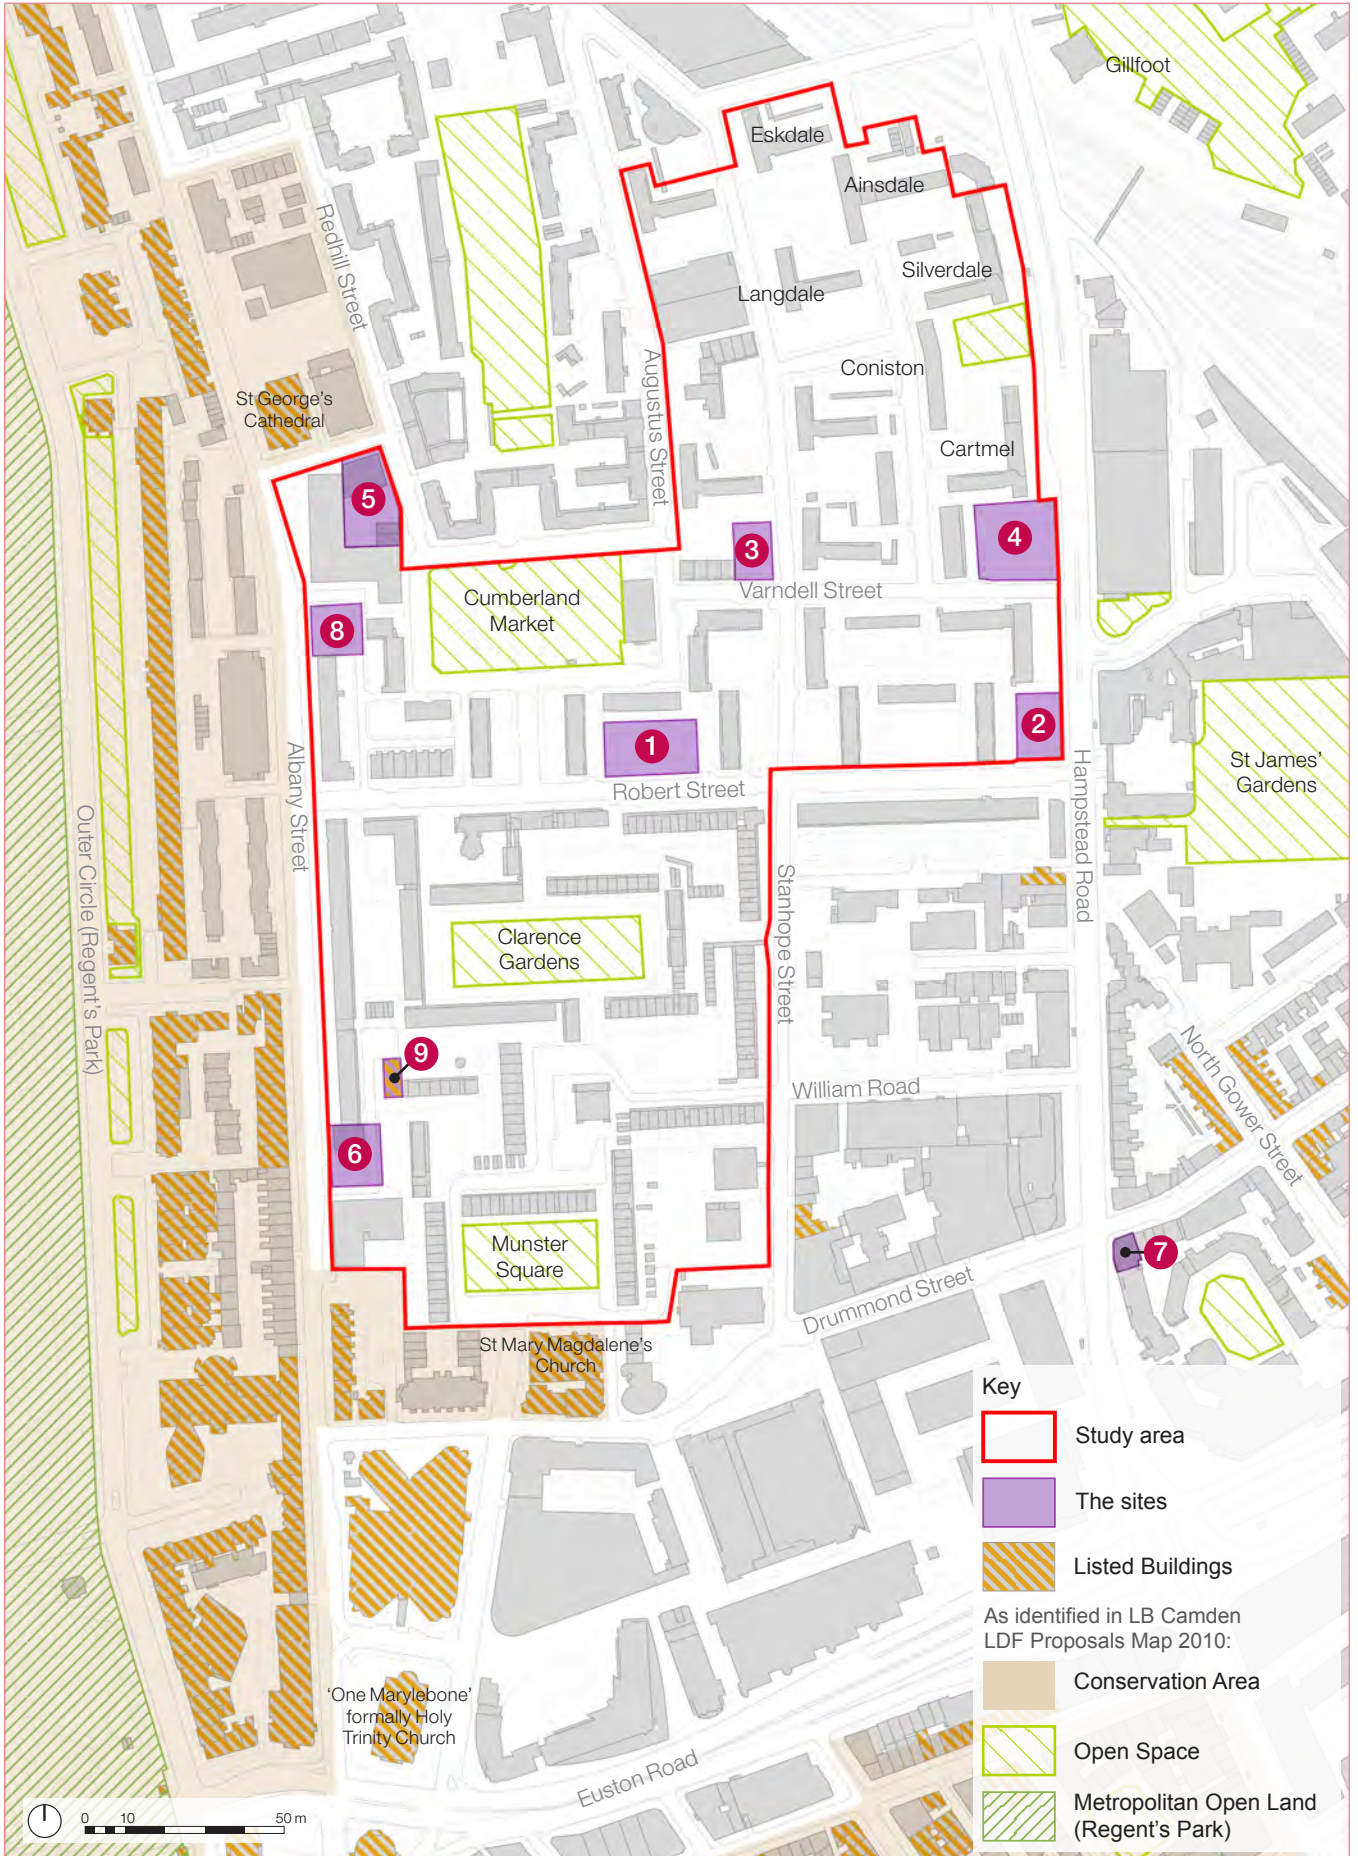 Gillfoot
Eskdale
Ainsdale
Redhill Street
Silverdale
Langdale
Augustus Street
Coniston
St George's
Cathedral
Cartmel
5
3
4
Varndell Street
Cumberland
Market
8
2
1
Robert Street
Albany Street
Hampstead Road
St James'
Gardens
Outer Circle (Regent's Park)
Stanhope Street
Clarence
Gardens
9
William Road
North Gower Street
6
Munster
Square
7
Drummond Street
St Mary Magdalene's
Church
'One Marylebone'
formally Holy
Trinity Church
Euston Road
0 10 50 m
Key
Study area
The sites
Listed Buildings
As identified in LB Camden
LDF Proposals Map 2010:
Conservation Area
Open Space
Metropolitan Open Land
(Regent's Park)